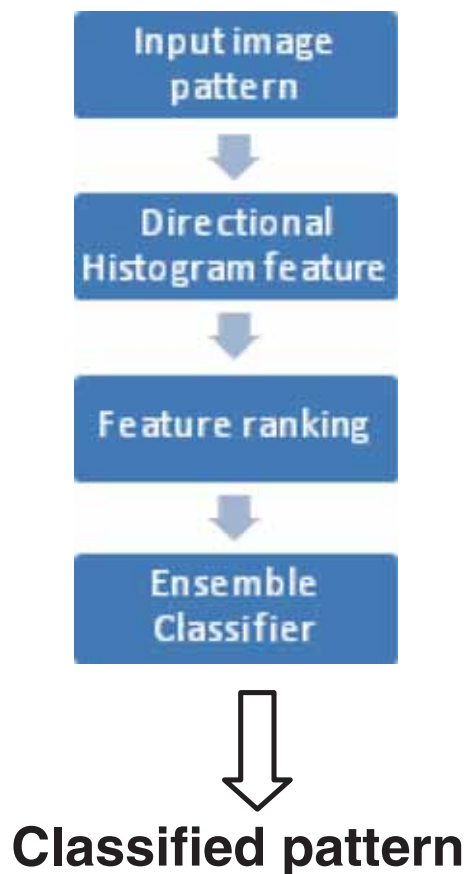 Input image
pattern
Directional
Histogram feature
Feature ranking
Ensemble
Classifier
Classified pattern